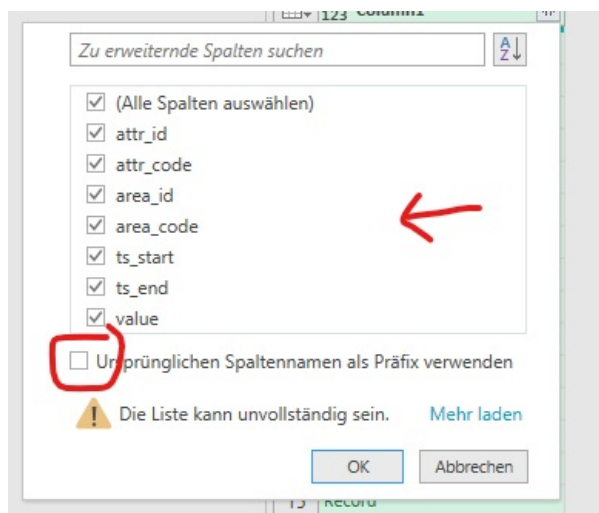 123 Column1
Zu erweiternde Spalten suchen
A
Z
(Alle Spalten auswählen)
attr_id
attr_code
area_id
area_code
ts_start
ts_end
value
Ursprünglichen Spaltennamen als Präfix verwenden
Die Liste kann unvollständig sein. Mehr laden
OK Abbrechen
15 Record